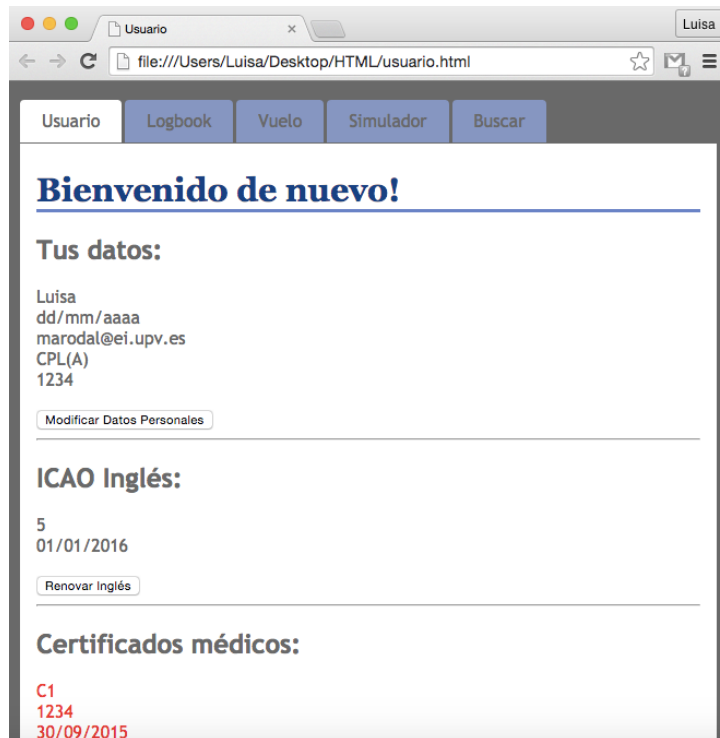 Usuario
Luisa
file:///Users/Luisa/Desktop/HTML/usuario.html
Usuario Logbook Vuelo Simulador Buscar
Bienvenido de nuevo!
Tus datos:
Luisa
dd/mm/aaaa
marodal@ei.upv.es
CPL(A)
1234
Modificar Datos Personales
ICAO Inglés:
5
01/01/2016
Renovar Inglés
Certificados médicos:
C1
1234
30/09/2015